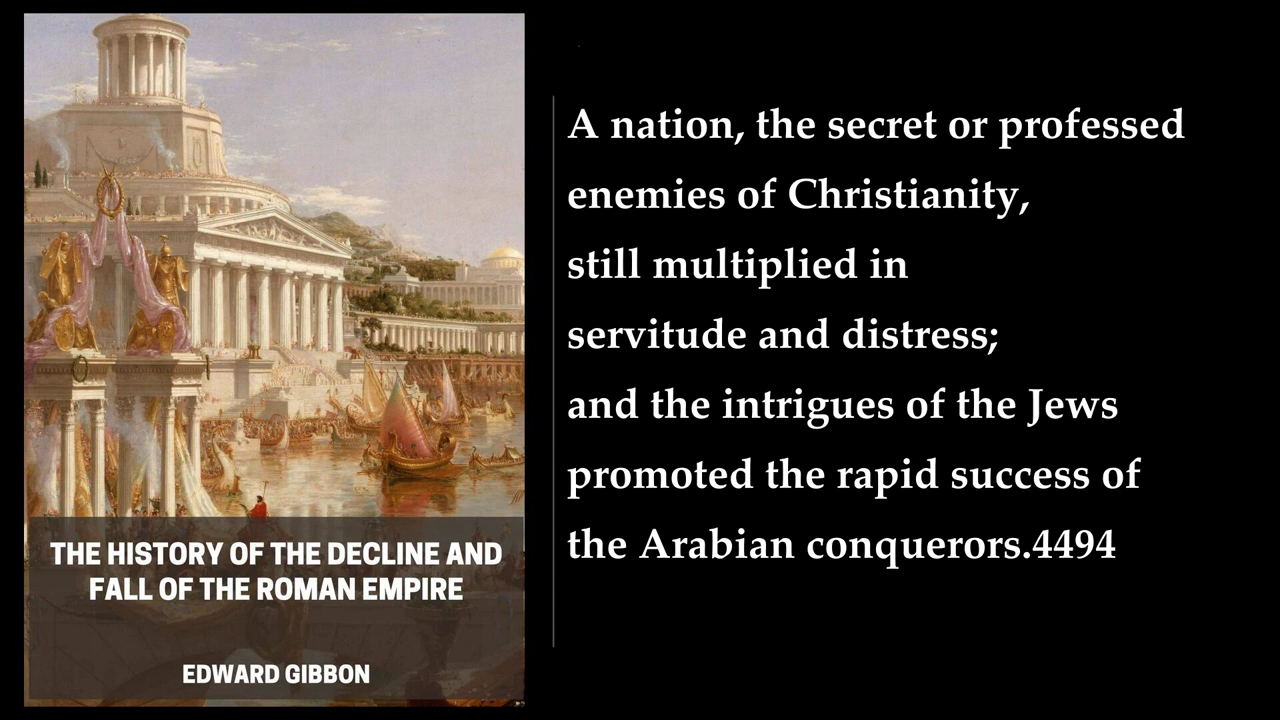 THE HISTORY OF THE DECLINE AND
FALL OF THE ROMAN EMPIRE
EDWARD GIBBON
A nation, the secret or professed
enemies of Christianity,
still multiplied in
servitude and distress;
and the intrigues of the Jews
promoted the rapid success of
the Arabian conquerors.4494